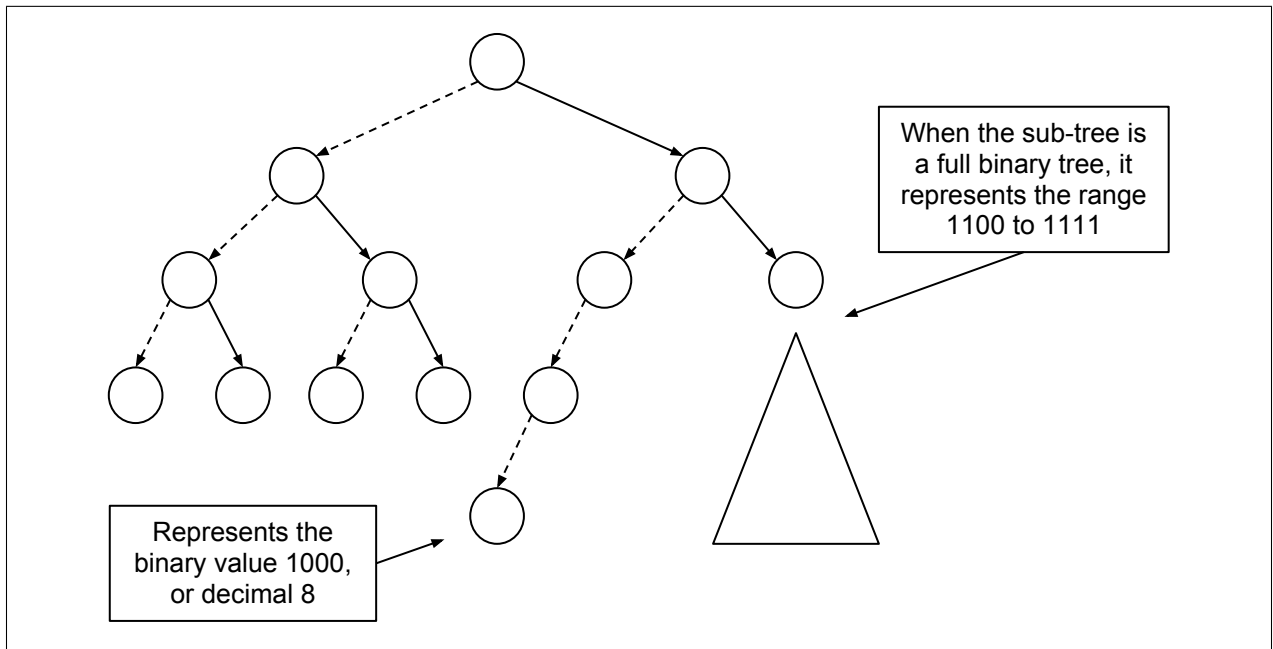 When the sub-tree is
a full binary tree, it
represents the range
1100 to 1111
Represents the
binary value 1000,
or decimal 8